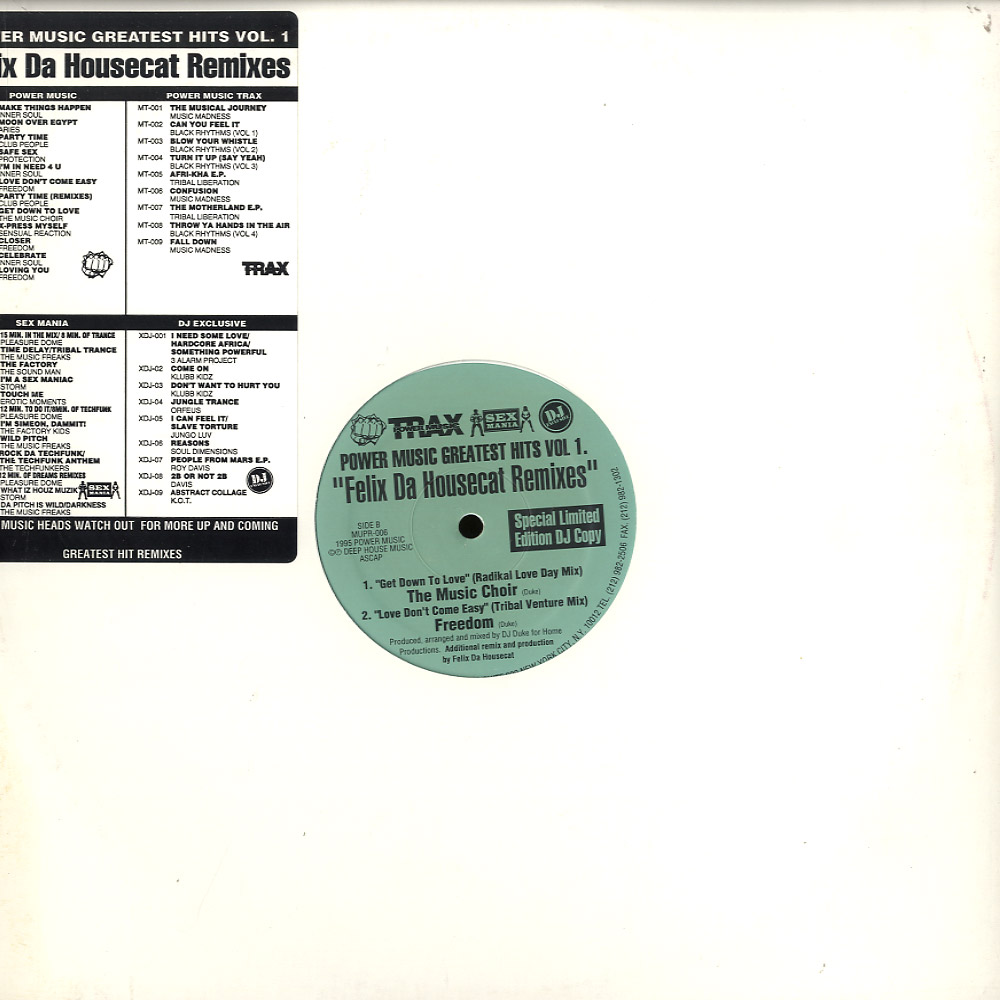 ER MUSIC GREATEST HITS VOL. 1
ix Da Housecat Remixes
POWER MUSIC
MAKE THINGS HAPPEN
INNER SOUL
MOON OVER EGYPT
ARIES
PARTY TIME
CLUB PEOPLE
SAFE SEX
PROTECTION
I'M IN NEED 4 U
INNER SOUL
LOVE DON'T COME EASY
FREEDOM
PARTY TIME (REMIXES)
CLUB PEOPLE
GET DOWN TO LOVE
THE MUSIC CHOIR
X-PRESS MYSELF
SENSUAL REACTION
CLOSER
FREEDOM
CELEBRATE
INNER SOUL
LOVING YOU
FREEDOM
POWER MUSIC TRAX
MT-001 THE MUSICAL JOURNEY
MUSIC MADNESS
MT-002 CAN YOU FEEL IT
BLACK RHYTHMS (VOL 1)
MT-003 BLOW YOUR WHISTLE
BLACK RHYTHMS (VOL 2)
MT-004 TURN IT UP (SAY YEAH)
BLACK RHYTHMS (VOL 3)
MT-005 AFRI-KHA E.P.
TRIBAL LIBERATION
MT-006 CONFUSION
MUSIC MADNESS
MT-007 THE MOTHERLAND E.P.
TRIBAL LIBERATION
MT-008 THROW YA HANDS IN THE AIR
BLACK RHYTHMS (VOL 4)
MT-009 FALL DOWN
MUSIC MADNESS
TRAX
SEX MANIA
15 MIN. IN THE MIX/ 8 MIN. OF TRANCE
PLEASURE DOME
TIME DELAY/TRIBAL TRANCE
THE MUSIC FREAKS
THE FACTORY
THE SOUND MAN
I'M A SEX MANIAC
STORM
TOUCH ME
EROTIC MOMENTS
12 MIN. TO DO IT/8MIN. OF TECHFUNK
PLEASURE DOME
I'M SIMEON, DAMMIT!
THE FACTORY KIDS
WILD PITCH
THE MUSIC FREAKS
ROCK DA TECHFUNK/
THE TECHFUNK ANTHEM
THE TECHFUNKERS
12 MIN. OF DREAMS REMIXES
PLEASURE DOME
WHAT IZ HOUZ MUZIK
STORM
DA PITCH IS WILD/DARKNESS
THE MUSIC FREAKS
SEX
MANIA
DJ EXCLUSIVE
XDJ-001 I NEED SOME LOVE/
HARDCORE AFRICA/
SOMETHING POWERFUL
3 ALARM PROJECT
XDJ-02 COME ON
KLUBB KIDZ
XDJ-03 DON'T WANT TO HURT YOU
KLUBB KIDZ
XDJ-04 JUNGLE TRANCE
ORFEUS
XDJ-05 I CAN FEEL IT/
SLAVE TORTURE
JUNGO LUV
XDJ-06 REASONS
SOUL DIMENSIONS
XDJ-07 PEOPLE FROM MARS E.P.
ROY DAVIS
XDJ-08 2B OR NOT 2B
DAVIS
XDJ-09 ABSTRACT COLLAGE
K.O.T.
DJ
MUSIC HEADS WATCH OUT FOR MORE UP AND COMING
GREATEST HIT REMIXES
TRAX
POWER MUSIC
SEX
MANIA
DJ
POWER MUSIC GREATEST HITS VOL 1.
"Felix Da Housecat Remixes"
SIDE B
MUPR-006
1995 POWER MUSIC
©℗ DEEP HOUSE MUSIC
ASCAP
Special Limited
Edition DJ Copy
1. "Get Down To Love" (Radikal Love Day Mix)
The Music Choir (Duke)
2. "Love Don't Come Easy" (Tribal Venture Mix)
Freedom (Duke)
Produced, arranged and mixed by DJ Duke for Home
Productions. Additional remix and production
by Felix Da Housecat
NEW YORK CITY, N.Y. 10012 TEL. (212) 982-2506 FAX. (212) 982-1302